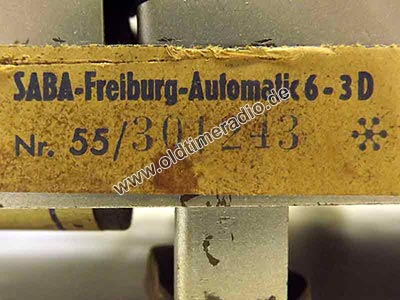 SABA-Freiburg-Automatic 6 - 3D
Nr. 55/301243
www.oldtimeradio.de